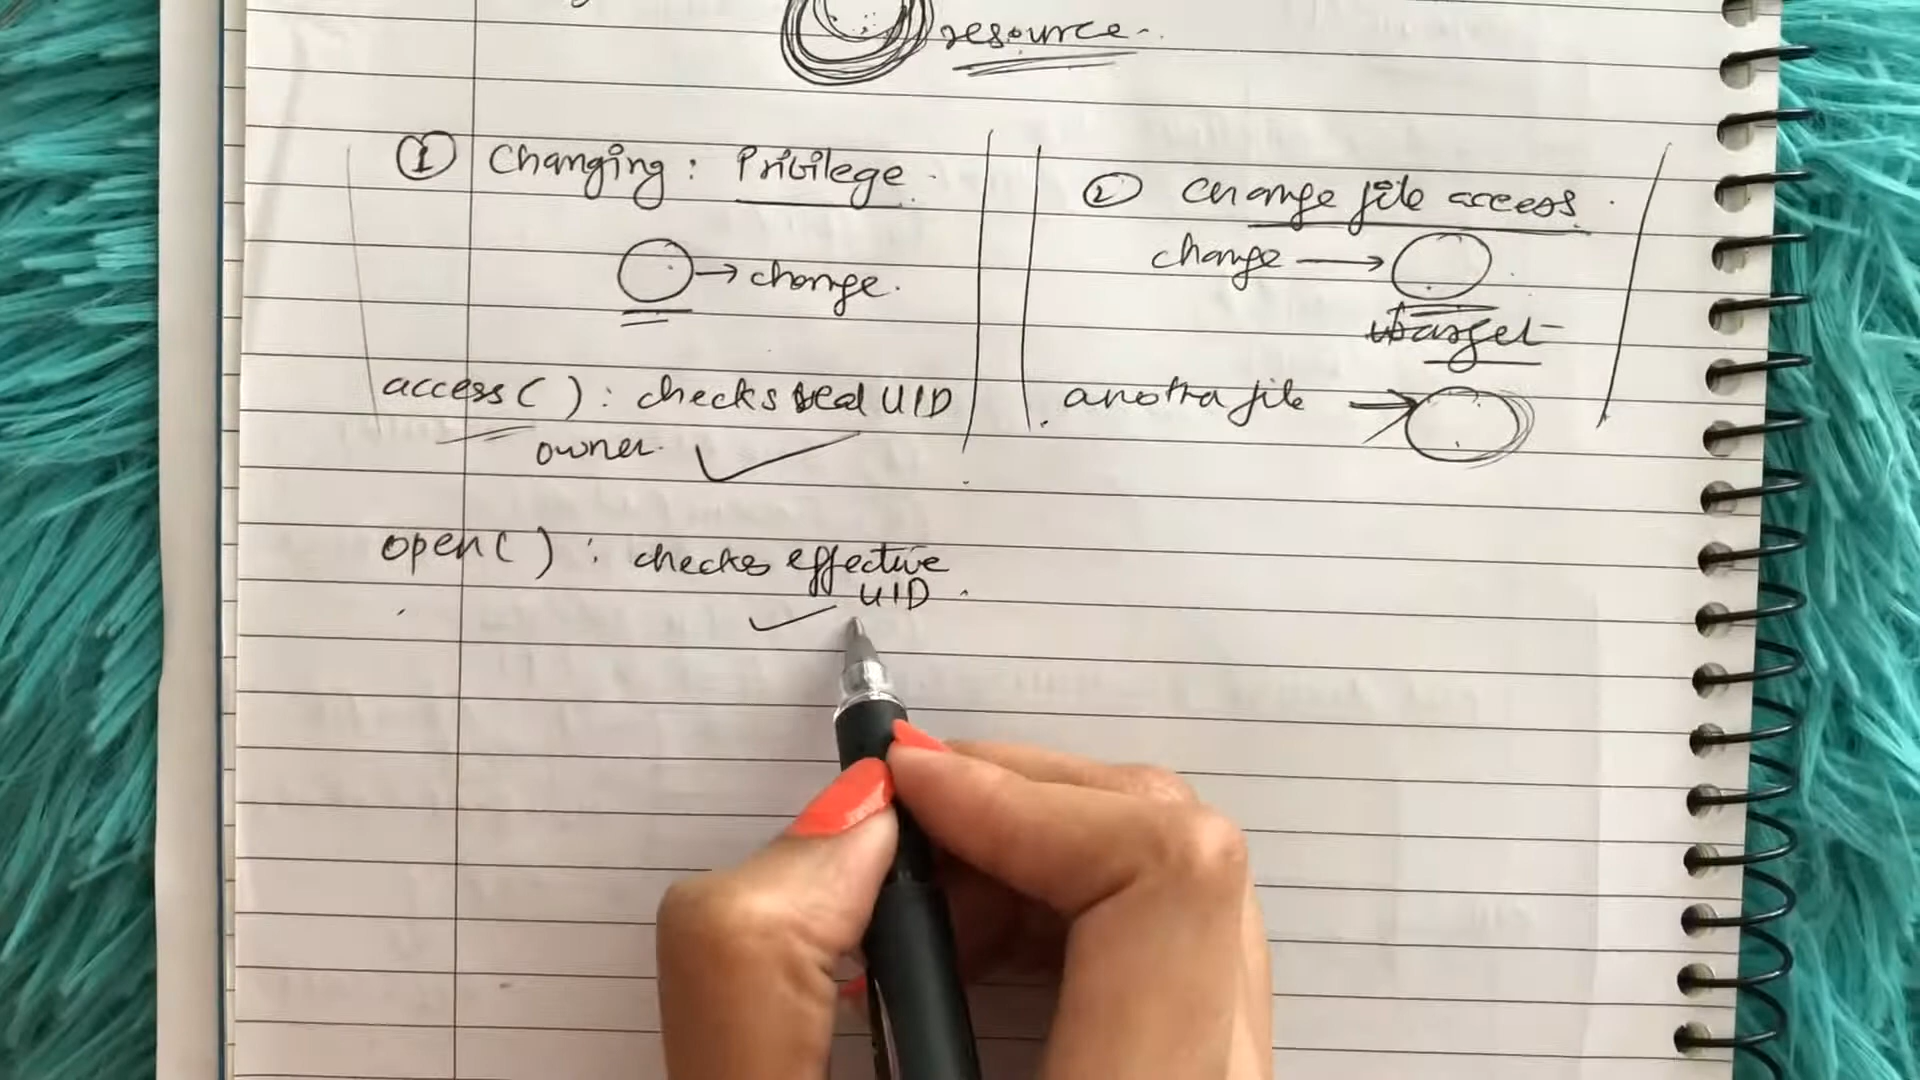 resource.
① Changing: Privilege.
→ change.
access( ): checks real UID
owner.
② Change file access.
change →
target
anotha file →
open( ): checks effective
UID.